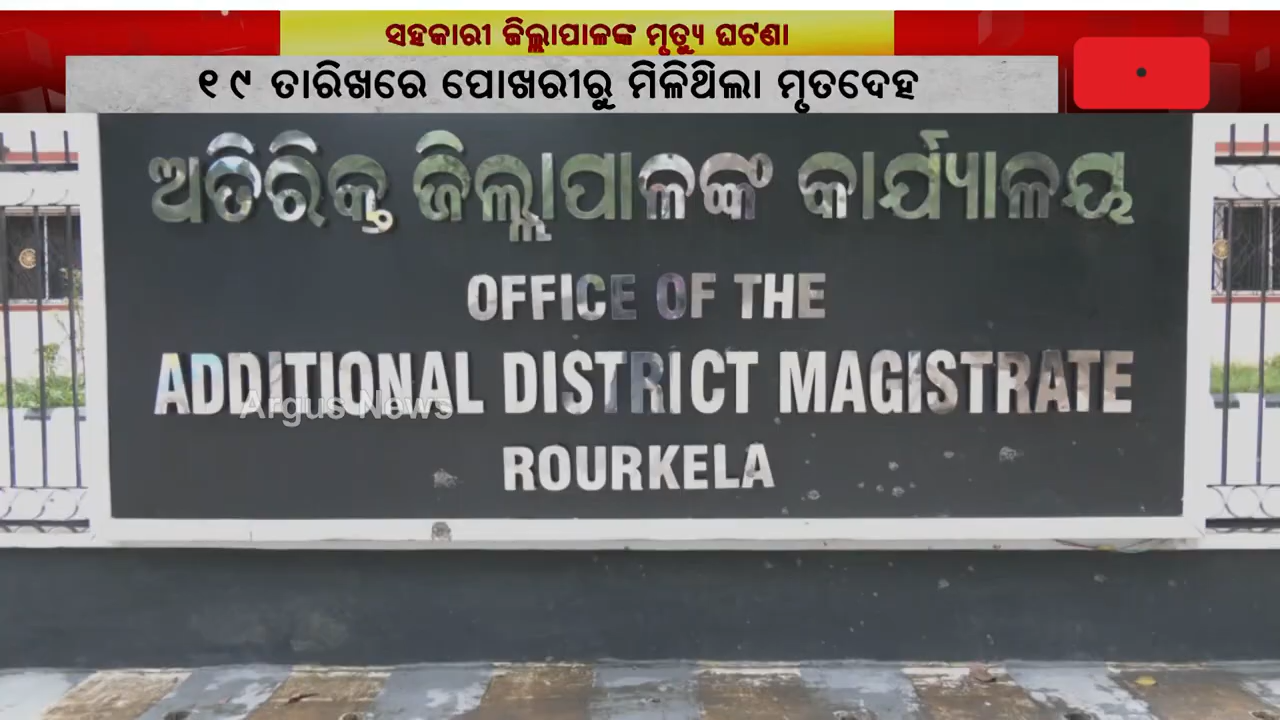 ସହକାରୀ ଜିଲ୍ଲାପାଳଙ୍କ ମୃତ୍ୟୁ ଘଟଣା
୧୯ ତାରିଖରେ ପୋଖରୀରୁ ମିଳିଥିଲା ମୃତଦେହ
ଅତିରିକ୍ତ ଜିଲ୍ଲାପାଳଙ୍କ କାର୍ଯ୍ୟାଳୟ
OFFICE OF THE
ADDITIONAL DISTRICT MAGISTRATE
Argus News
ROURKELA